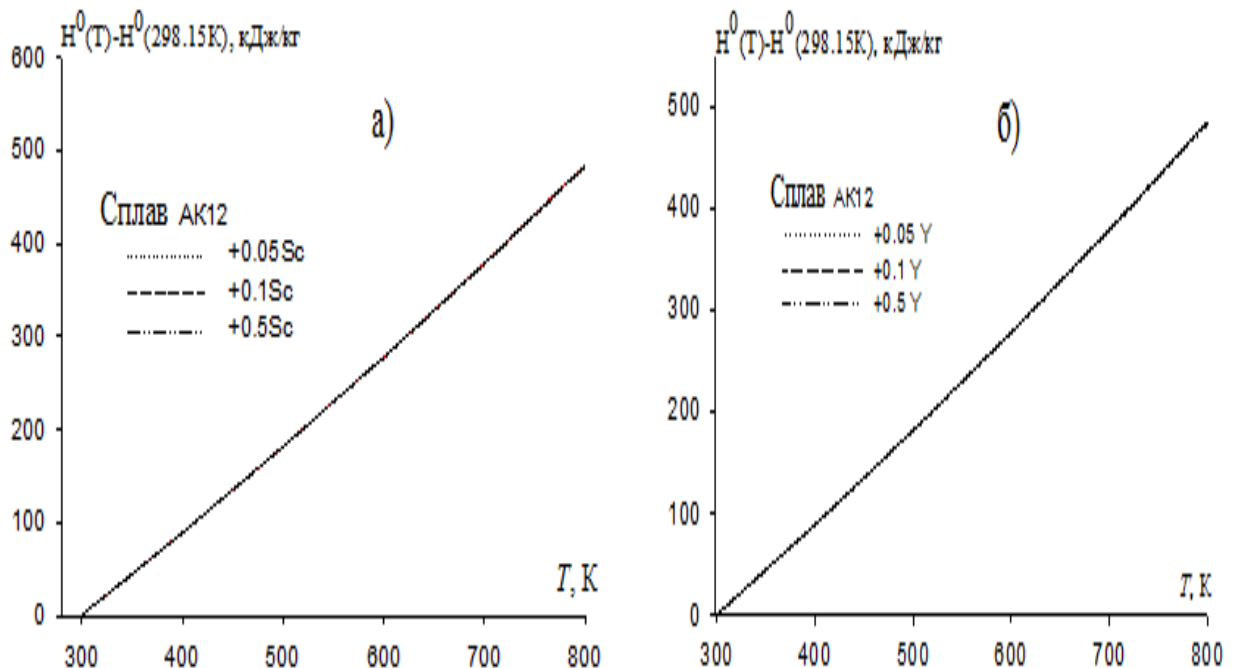 H⁰(T)-H⁰(298.15К), кДж/кг
600
500
400
300
200
100
0
а)
Сплав АК12
+0.05Sc
+0.1Sc
+0.5Sc
T, К
300 400 500 600 700 800
H⁰(T)-H⁰(298.15К), кДж/кг
500
400
300
200
100
0
б)
Сплав АК12
+0.05 Y
+0.1 Y
+0.5 Y
T, К
300 400 500 600 700 800